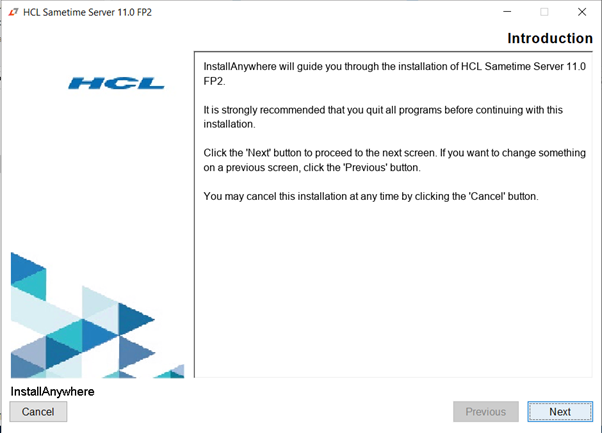 HCL Sametime Server 11.0 FP2
Introduction
HCL
InstallAnywhere will guide you through the installation of HCL Sametime Server 11.0
FP2.
It is strongly recommended that you quit all programs before continuing with this
installation.
Click the 'Next' button to proceed to the next screen. If you want to change something
on a previous screen, click the 'Previous' button.
You may cancel this installation at any time by clicking the 'Cancel' button.
InstallAnywhere
Cancel
Previous
Next